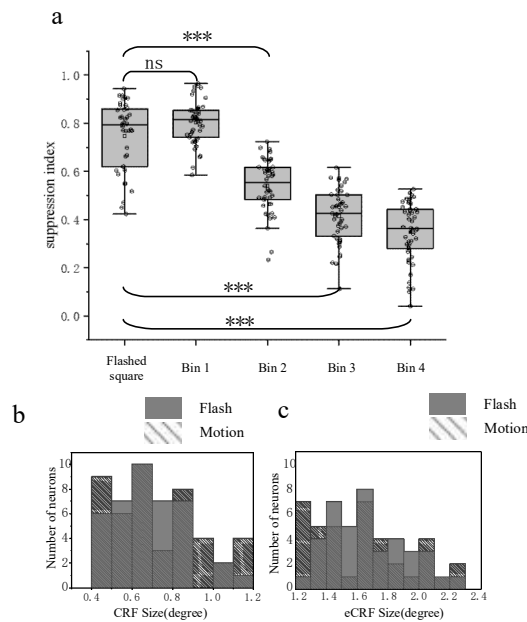 a
***
ns
1.0
0.8
0.6
0.4
0.2
0.0
suppression index
***
***
Flashed
square
Bin 1
Bin 2
Bin 3
Bin 4
b
Flash
Motion
10
8
6
4
2
0
Number of neurons
0.4
0.6
0.8
1.0
1.2
CRF Size(degree)
c
Flash
Motion
10
8
6
4
2
0
Number of neurons
1.2
1.4
1.6
1.8
2.0
2.2
2.4
eCRF Size(degree)